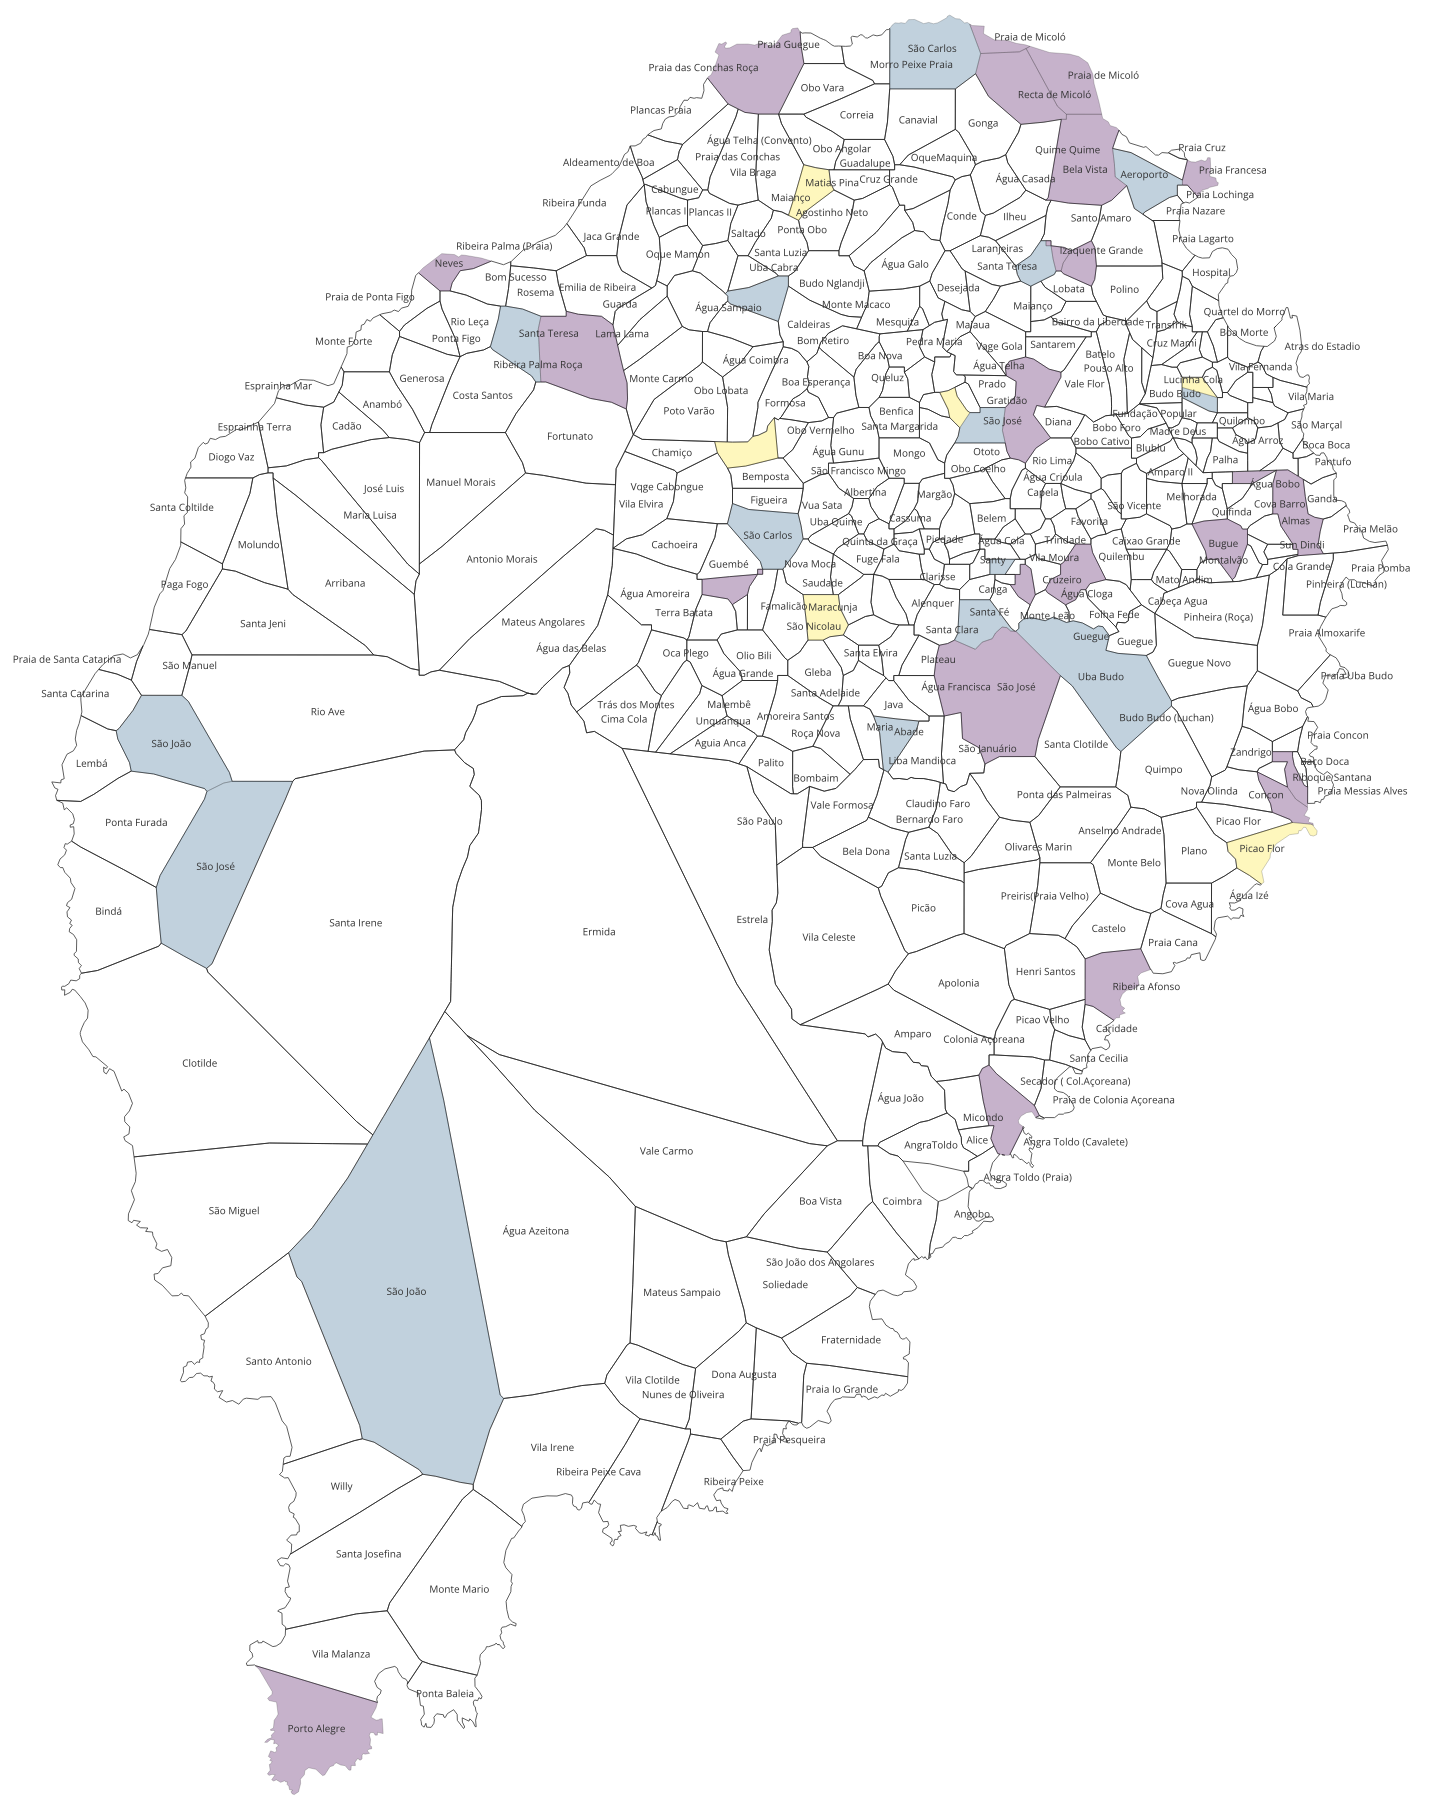 Praia de Micoló
Praia Guegue
São Carlos
Morro Peixe Praia
Praia das Conchas Roça
Praia de Micoló
Obo Vara
Recta de Micoló
Plancas Praia
Correia
Canavial
Gonga
Água Telha (Convento)
Obo Angolar
Quime Quime
Praia Cruz
Praia das Conchas
OqueMaquina
Aldeamento de Boa
Guadalupe
Vila Braga
Bela Vista
Praia Francesa
Aeroporto
Cruz Grande
Água Casada
Matias Pina
Cabungue
Praia Lochinga
Maianço
Ribeira Funda
Plancas I
Plancas II
Agostinho Neto
Conde
Ilheu
Santo Amaro
Praia Nazare
Saltado
Ponta Obo
Jaca Grande
Praia Lagarto
Ribeira Palma (Praia)
Oque Mamon
Santa Luzia
Laranjeiras
Izaquente Grande
Neves
Uba Cabra
Água Galo
Santa Teresa
Hospital
Bom Sucesso
Budo Nglandji
Emilia de Ribeira
Desejada
Lobata
Polino
Rosema
Praia de Ponta Figo
Guarda
Água Sampaio
Monte Macaco
Maianço
Quartel do Morro
Rio Leça
Caldeiras
Mesquita
Malaua
Bairro da Liberdade
Boa Morte
Santa Teresa
Lama Lama
Ponta Figo
Monte Forte
Bom Retiro
Pedra Maria
Vage Gola
Santarem
Cruz Mami
Atras do Estadio
Ribeira Palma Roça
Água Coimbra
Boa Nova
Água Telha
Batelo
Pouso Alto
Vila Fernanda
Generosa
Monte Carmo
Boa Esperança
Queluz
Prado
Vale Flor
Lucinha Cola
Esprainha Mar
Costa Santos
Obo Lobata
Formosa
Gratidão
Budo Budo
Vila Maria
Anambó
Poto Varão
Benfica
Fundação Popular
Cadão
São José
Diana
Quilombo
Esprainha Terra
Obo Vermelho
Santa Margarida
Bobo Foro
Madre Deus
São Marçal
Fortunato
Bobo Cativo
Água Arroz
Boca Boca
Diogo Vaz
Chamiço
Água Gunu
Mongo
Ototo
Blublu
Rio Lima
Palha
Pantufo
São Francisco Mingo
Obo Coelho
Amparo II
Bemposta
Água Crioula
Manuel Morais
José Luis
Vqge Cabongue
Albertina
Margão
Capela
Melhorada
Água Bobo
Ganda
Figueira
Vila Elvira
Vua Sata
São Vicente
Cova Barro
Santa Coltilde
Maria Luisa
Uba Quime
Cassuma
Belem
Favorita
Quifinda
Almas
Praia Melão
São Carlos
Cachoeira
Quinta da Graça
Piedade
Água Cola
Trindade
Caixao Grande
Bugue
Sun Dindi
Molundo
Antonio Morais
Fuge Fala
Santy
Vila Moura
Quilembu
Montalvão
Guembé
Nova Moca
Cola Grande
Praia Pomba
Paga Fogo
Arribana
Saudade
Clarisse
Cruzeiro
Mato Andim
Pinheira (Luchan)
Água Amoreira
Canga
Água Cloga
Famalicão
Maracunja
Alenquer
Cabeça Agua
Terra Batata
Santa Fé
Monte Leão
Folha Fede
Pinheira (Roça)
Santa Jeni
Mateus Angolares
São Nicolau
Santa Clara
Guegue
Guegue
Praia Almoxarife
Água das Belas
Oca Plego
Olio Bili
Santa Elvira
Plateau
Guegue Novo
Praia de Santa Catarina
São Manuel
Água Grande
Gleba
Uba Budo
Praia Uba Budo
Santa Catarina
Santa Adelaide
Água Francisca
São José
Trás dos Montes
Malembê
Java
Rio Ave
Cima Cola
Unquanqua
Amoreira Santos
Budo Budo (Luchan)
Água Bobo
Maria
Abade
São João
Aguia Anca
Roça Nova
São Januário
Santa Clotilde
Praia Concon
Zandrigo
Lembá
Palito
Liba Mandioca
Quimpo
Baco Doca
Bombaim
Riboque Santana
Nova Olinda
Concon
Praia Messias Alves
Vale Formosa
Claudino Faro
Ponta das Palmeiras
Ponta Furada
São Paulo
Bernardo Faro
Anselmo Andrade
Picao Flor
Bela Dona
Santa Luzia
Olivares Marin
Plano
Picao Flor
São José
Monte Belo
Preiris(Praia Velho)
Água Izé
Bindá
Picão
Cova Agua
Santa Irene
Estrela
Ermida
Vila Celeste
Castelo
Praia Cana
Henri Santos
Apolonia
Ribeira Afonso
Picao Velho
Caridade
Amparo
Colonia Açoreana
Clotilde
Santa Cecilia
Secador ( Col.Açoreana)
Água João
Praia de Colonia Açoreana
Micondo
Vale Carmo
AngraToldo
Alice
Angra Toldo (Cavalete)
Angra Toldo (Praia)
São Miguel
Boa Vista
Coimbra
Angobo
Água Azeitona
São João dos Angolares
São João
Mateus Sampaio
Soliedade
Fraternidade
Santo Antonio
Vila Clotilde
Dona Augusta
Nunes de Oliveira
Praia Io Grande
Vila Irene
Praia Pesqueira
Ribeira Peixe Cava
Ribeira Peixe
Willy
Santa Josefina
Monte Mario
Vila Malanza
Ponta Baleia
Porto Alegre